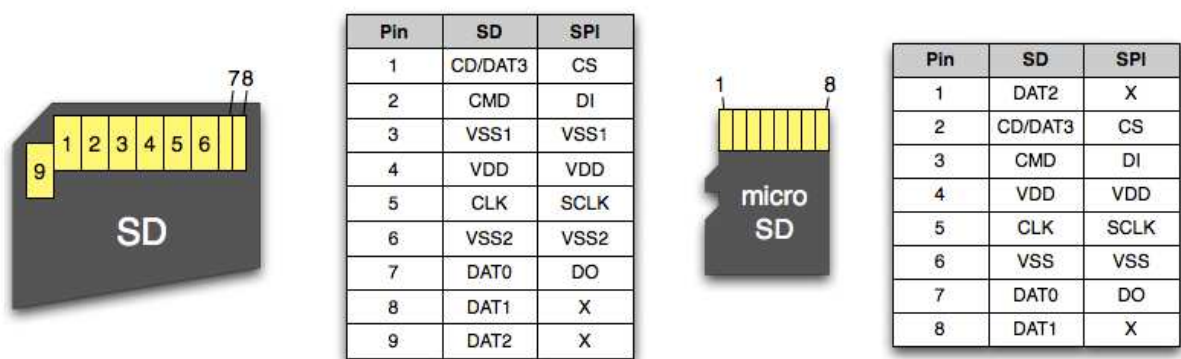 78
1 2 3 4 5 6
9
SD
Pin SD SPI
1 CD/DAT3 CS
2 CMD DI
3 VSS1 VSS1
4 VDD VDD
5 CLK SCLK
6 VSS2 VSS2
7 DAT0 DO
8 DAT1 X
9 DAT2 X
1 8
micro
SD
Pin SD SPI
1 DAT2 X
2 CD/DAT3 CS
3 CMD DI
4 VDD VDD
5 CLK SCLK
6 VSS VSS
7 DAT0 DO
8 DAT1 X